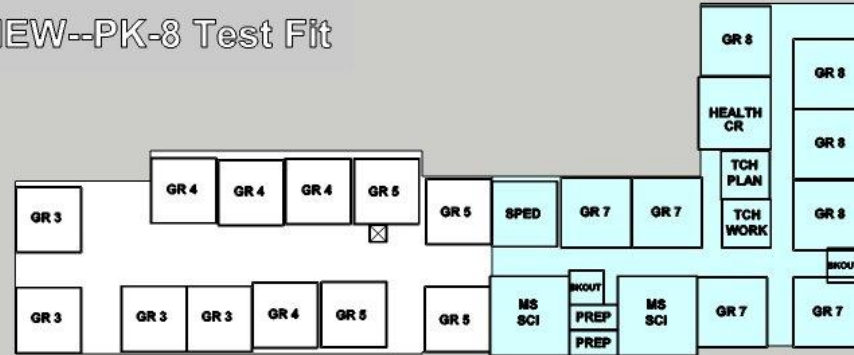 NEW--PK-8 Test Fit
GR 8
GR 8
HEALTH
CR
GR 8
TCH
PLAN
GR 4
GR 4
GR 4
GR 5
GR 3
GR 5
SPED
GR 7
GR 7
TCH
WORK
GR 8
BKOUT
BKOUT
GR 3
GR 3
GR 3
GR 4
GR 5
GR 5
MS
SCI
PREP
PREP
MS
SCI
GR 7
GR 7